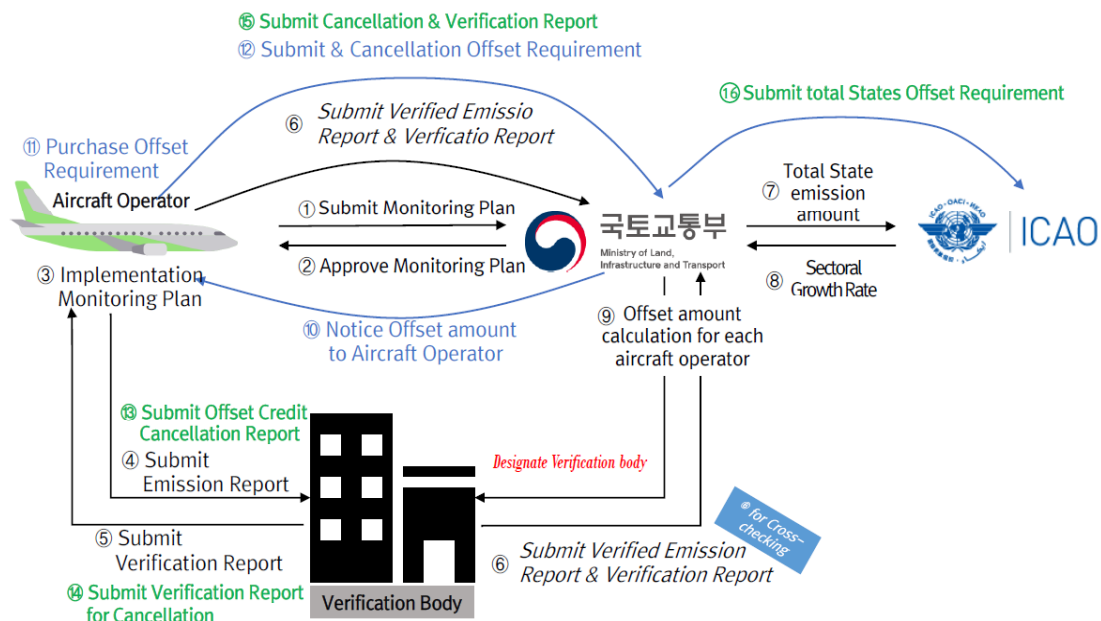 ⑮ Submit Cancellation & Verification Report
⑫ Submit & Cancellation Offset Requirement
⑯ Submit total States Offset Requirement
⑥ Submit Verified Emissio
Report & Verficatio Report
⑪ Purchase Offset
Requirement
Aircraft Operator
① Submit Monitoring Plan
② Approve Monitoring Plan
국토교통부
Ministry of Land,
Infrastructure and Transport
⑦ Total State
emission
amount
⑧ Sectoral
Growth Rate
ICAO
③ Implementation
Monitoring Plan
⑩ Notice Offset amount
to Aircraft Operator
⑨ Offset amount
calculation for each
aircraft operator
⑬ Submit Offset Credit
Cancellation Report
④ Submit
Emission Report
Designate Verification body
⑤ Submit
Verification Report
⑥ for Cross-
checking
⑥ Submit Verified Emission
Report & Verification Report
⑭ Submit Verification Report
for Cancellation
Verification Body